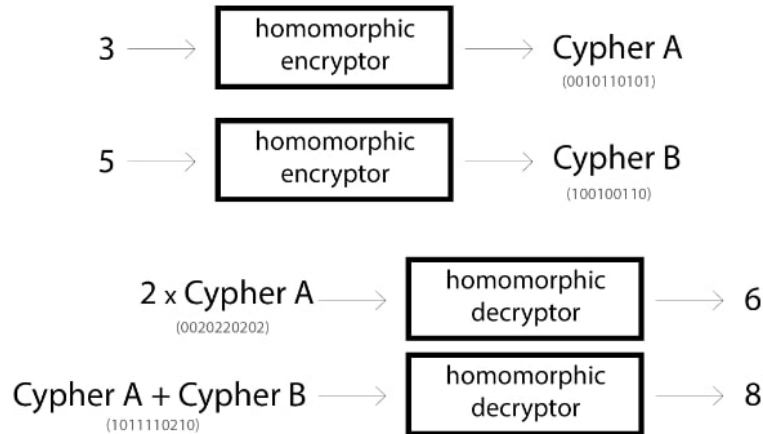 3 homomorphic encryptor Cypher A
(0010110101)
5 homomorphic encryptor Cypher B
(100100110)
2 x Cypher A homomorphic decryptor 6
(0020220202)
Cypher A + Cypher B homomorphic decryptor 8
(1011110210)